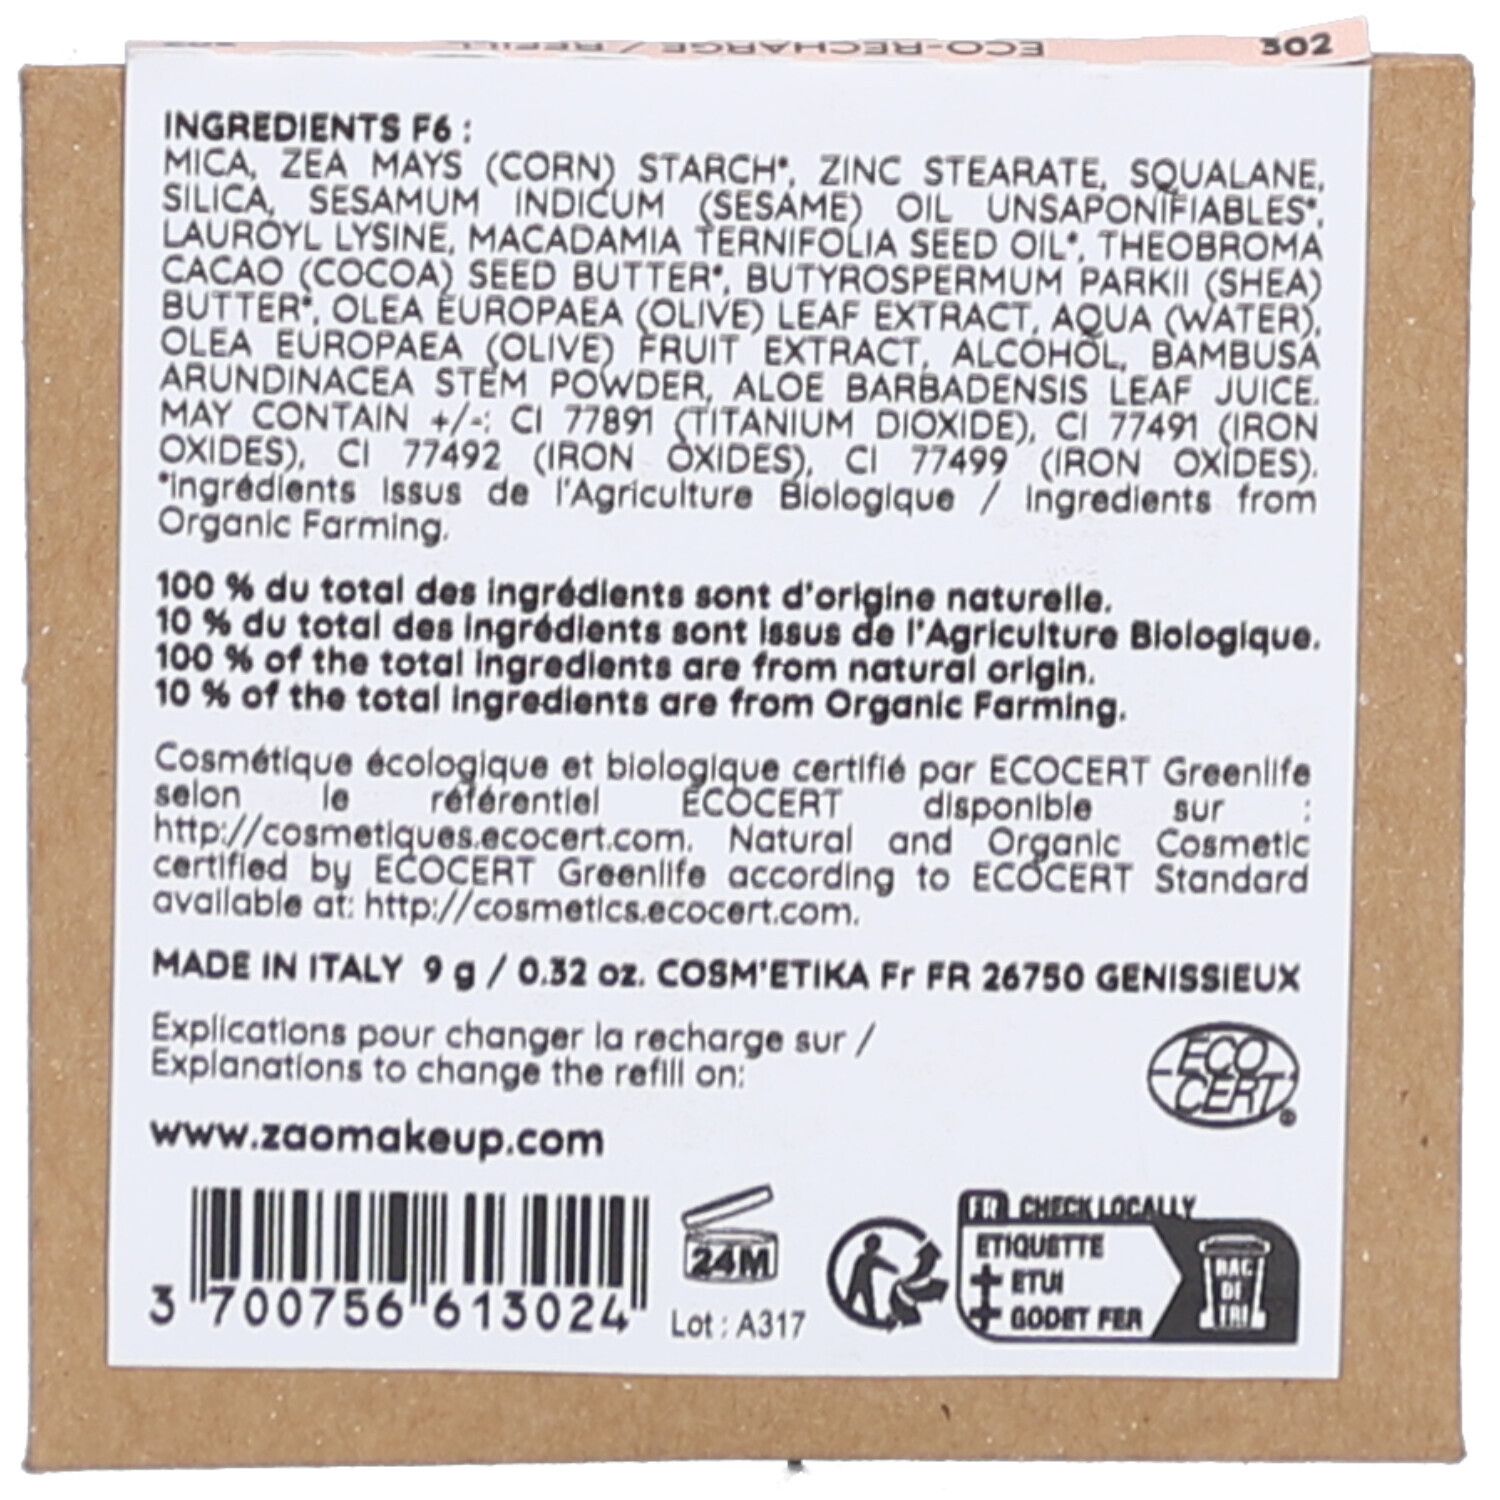 ECO-RECHARGE / REFILL 302
INGREDIENTS F6 :
MICA, ZEA MAYS (CORN) STARCH*, ZINC STEARATE, SQUALANE,
SILICA, SESAMUM INDICUM (SESAME) OIL UNSAPONIFIABLES*,
LAUROYL LYSINE, MACADAMIA TERNIFOLIA SEED OIL*, THEOBROMA
CACAO (COCOA) SEED BUTTER*, BUTYROSPERMUM PARKII (SHEA)
BUTTER*, OLEA EUROPAEA (OLIVE) LEAF EXTRACT, AQUA (WATER),
OLEA EUROPAEA (OLIVE) FRUIT EXTRACT, ALCOHOL, BAMBUSA
ARUNDINACEA STEM POWDER, ALOE BARBADENSIS LEAF JUICE.
MAY CONTAIN +/-: CI 77891 (TITANIUM DIOXIDE), CI 77491 (IRON
OXIDES), CI 77492 (IRON OXIDES), CI 77499 (IRON OXIDES).
*Ingrédients issus de l'Agriculture Biologique / Ingredients from
Organic Farming.
100 % du total des ingrédients sont d'origine naturelle.
10 % du total des ingrédients sont issus de l'Agriculture Biologique.
100 % of the total ingredients are from natural origin.
10 % of the total ingredients are from Organic Farming.
Cosmétique écologique et biologique certifié par ECOCERT Greenlife
selon le référentiel ECOCERT disponible sur :
http://cosmetiques.ecocert.com. Natural and Organic Cosmetic
certified by ECOCERT Greenlife according to ECOCERT Standard
available at: http://cosmetics.ecocert.com.
MADE IN ITALY 9 g / 0.32 oz. COSM'ETIKA Fr FR 26750 GENISSIEUX
Explications pour changer la recharge sur /
Explanations to change the refill on:
ECO
CERT®
www.zaomakeup.com
24M
3 700756 613024
Lot : A317
FR CHECK LOCALLY
ETIQUETTE
+ ETUI
+ GODET FER
BAC
DE
TRI